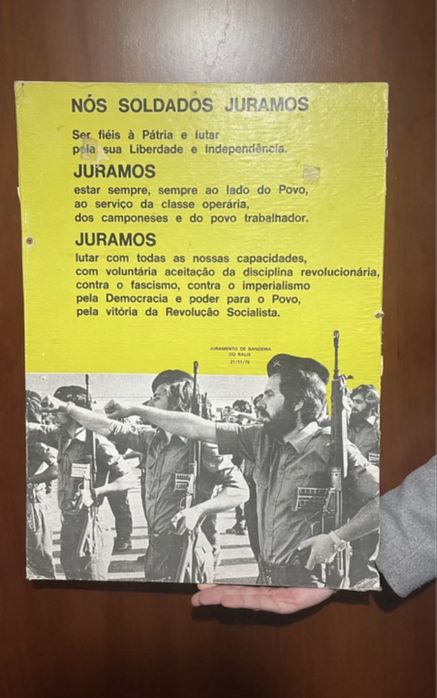 NÓS SOLDADOS JURAMOS
Ser fiéis à Pátria e lutar
pela sua Liberdade e Independência.
JURAMOS
estar sempre, sempre ao lado do Povo,
ao serviço da classe operária,
dos camponeses e do povo trabalhador.
JURAMOS
lutar com todas as nossas capacidades,
com voluntária aceitação da disciplina revolucionária,
contra o fascismo, contra o imperialismo
pela Democracia e poder para o Povo,
pela vitória da Revolução Socialista.
JURAMENTO DE BANDEIRA
DO RALIS